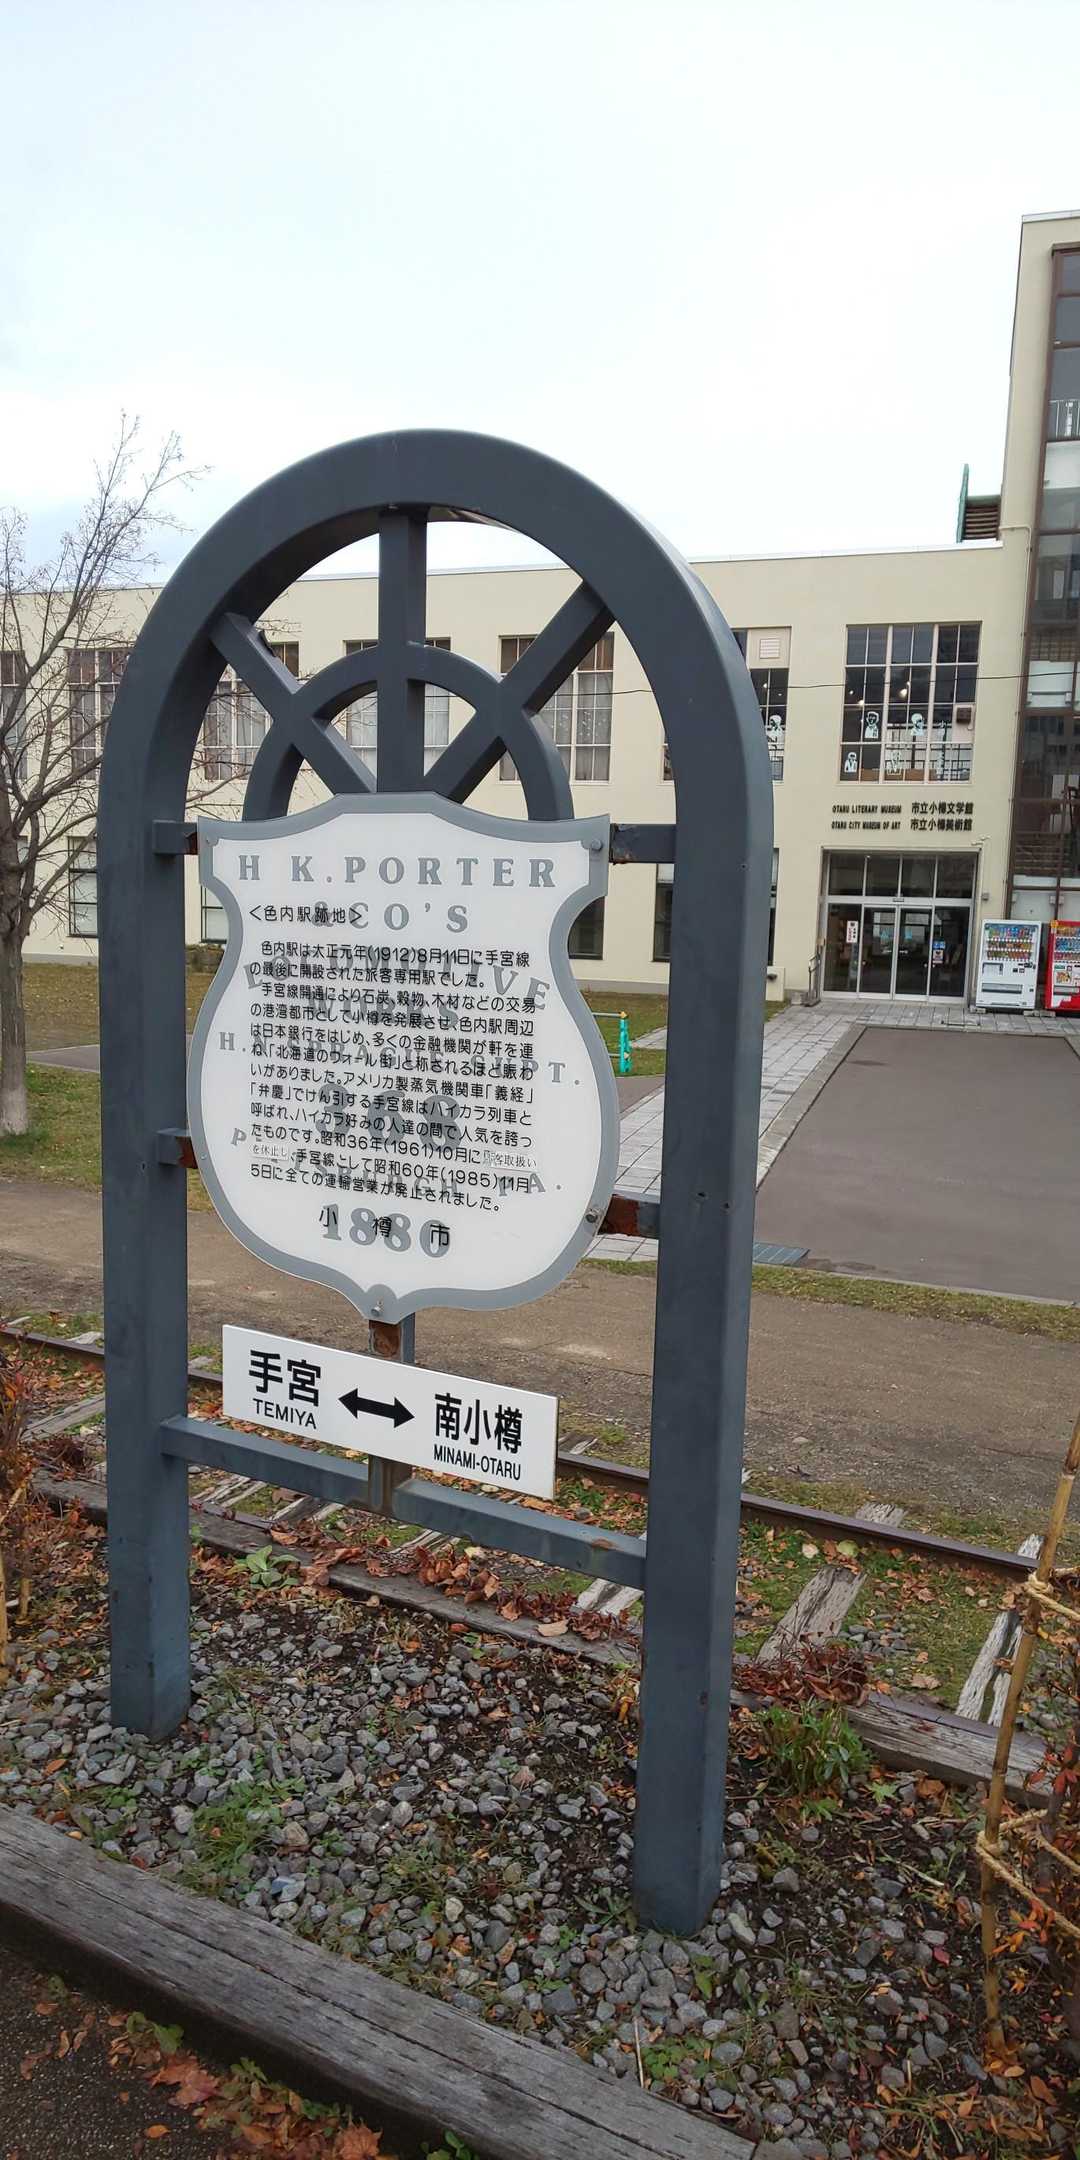 H K.PORTER
&CO'S
LOCOMOTIVE
WORKS
H.N.SPRAGUE SUPT.
368
PITTSBURGH PA.
1880
<色内駅跡地>
色内駅は大正元年(1912)8月11日に手宮線
の最後に開設された旅客専用駅でした。
手宮線開通により石炭、穀物、木材などの交易
の港湾都市として小樽を発展させ、色内駅周辺
は日本銀行をはじめ、多くの金融機関が軒を連
ね「北海道のウォール街」と称されるほど賑わ
いがありました。アメリカ製蒸気機関車「義経」
「弁慶」でけん引する手宮線はハイカラ列車と
呼ばれ、ハイカラ好みの人達の間で人気を誇っ
たものです。昭和36年(1961)10月に旅客取扱い
を休止し、手宮線として昭和60年(1985)11月
5日に全ての運輸営業が廃止されました。
小樽市
手宮 ↔ 南小樽
TEMIYA MINAMI-OTARU
OTARU LITERARY MUSEUM 市立小樽文学館
OTARU CITY MUSEUM OF ART 市立小樽美術館